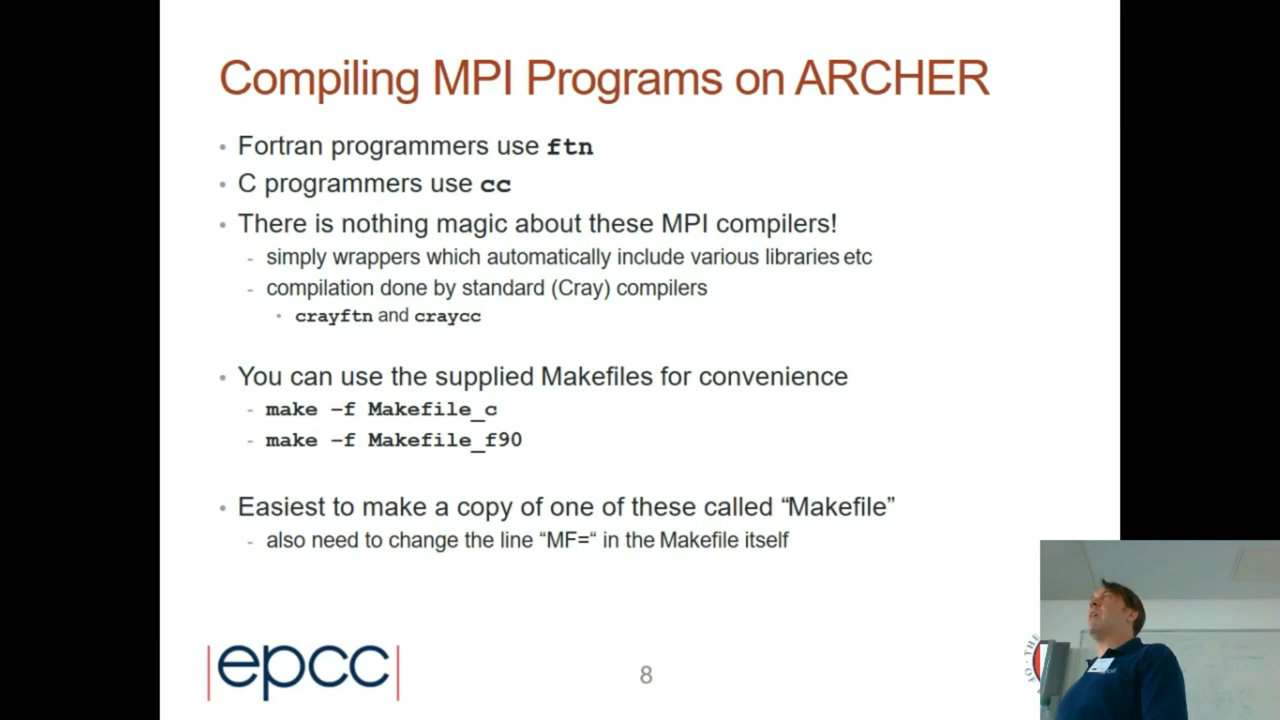 Compiling MPI Programs on ARCHER
• Fortran programmers use ftn
• C programmers use cc
• There is nothing magic about these MPI compilers!
- simply wrappers which automatically include various libraries etc
- compilation done by standard (Cray) compilers
• crayftn and craycc
• You can use the supplied Makefiles for convenience
- make –f Makefile_c
- make –f Makefile_f90
• Easiest to make a copy of one of these called “Makefile”
- also need to change the line “MF=“ in the Makefile itself
epcc
8
THE
OF